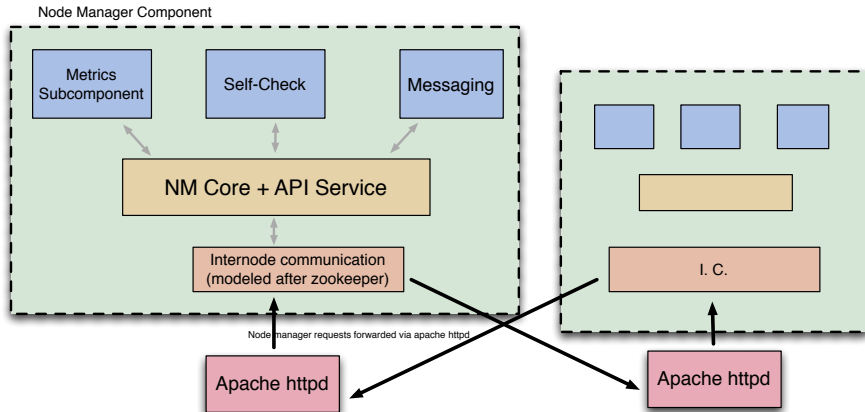 Node Manager Component
Metrics
Subcomponent
Self-Check
Messaging
NM Core + API Service
Internode communication
(modeled after zookeeper)
I. C.
Node manager requests forwarded via apache httpd
Apache httpd
Apache httpd